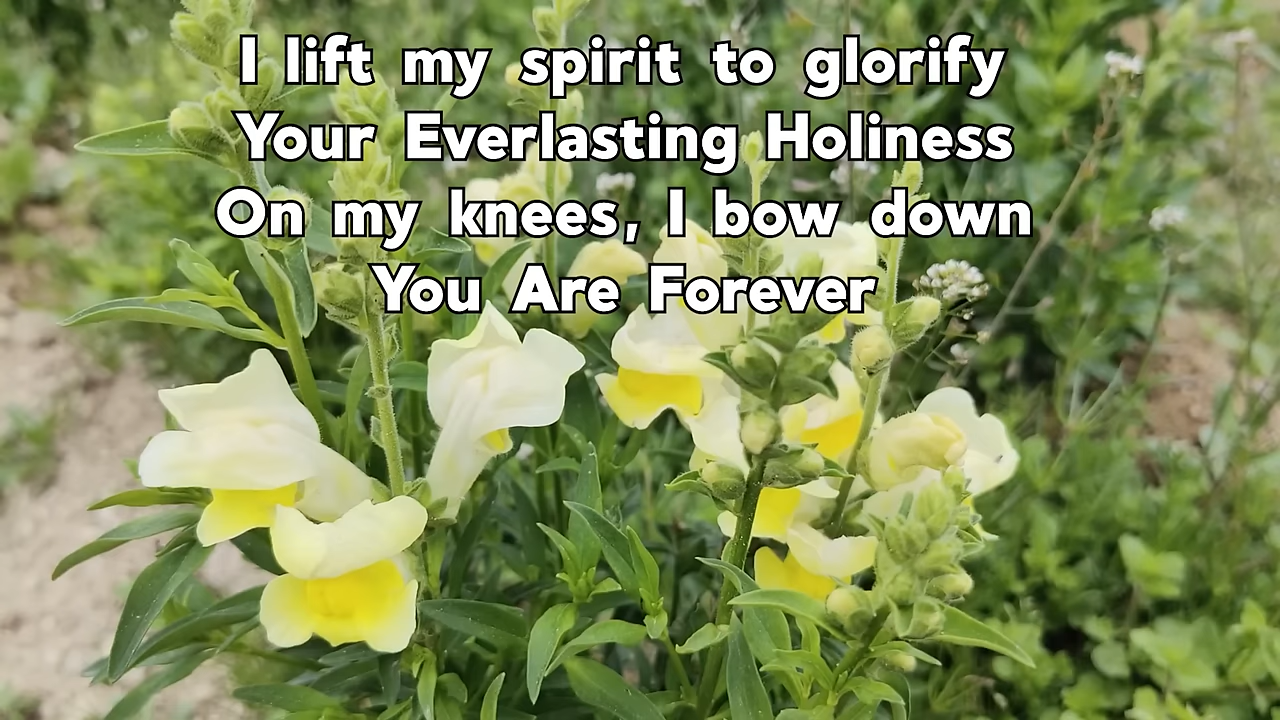 I lift my spirit to glorify
Your Everlasting Holiness
On my knees, I bow down
You Are Forever